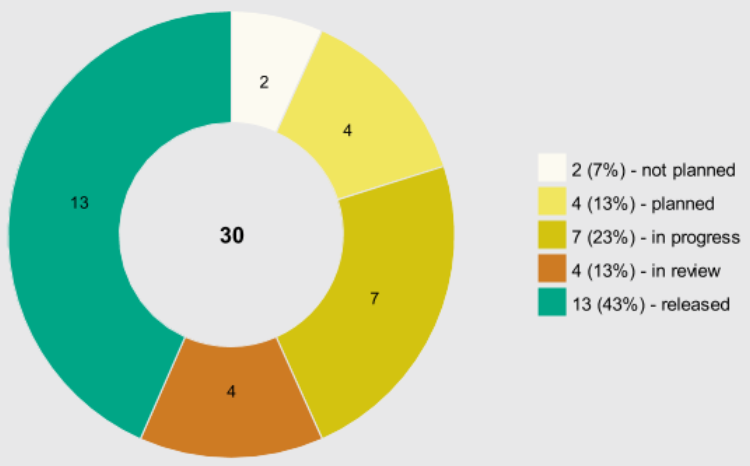 2
4
13
30
7
4
2 (7%) - not planned
4 (13%) - planned
7 (23%) - in progress
4 (13%) - in review
13 (43%) - released